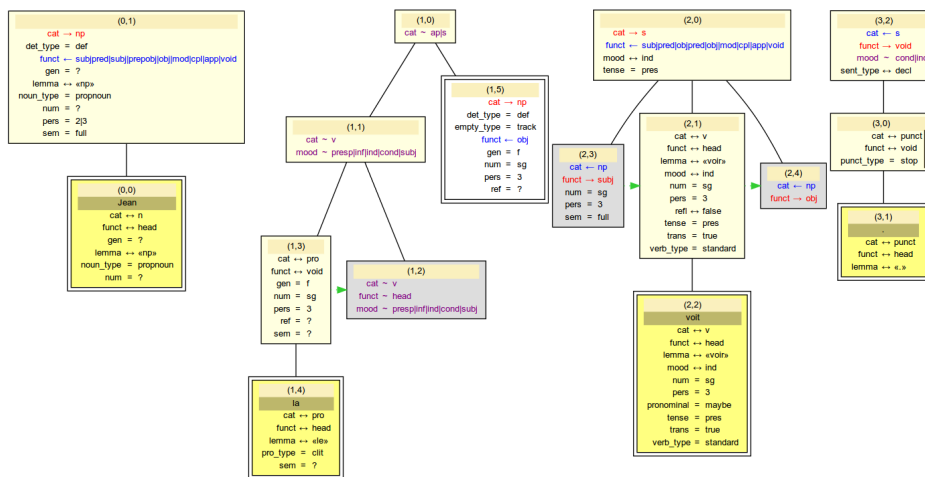 (0,1)
cat → np
det_type = def
funct ← subjpred|subj||prepobj|obj|mod|cpl|app|void
gen = ?
lemma ↔ «np»
noun_type = propnoun
num = ?
pers = 2|3
sem = full
(0,0)
Jean
cat ↔ n
funct ↔ head
gen = ?
lemma ↔ «np»
noun_type = propnoun
num = ?
(1,0)
cat ~ ap|s
(1,1)
cat ~ v
mood ~ presp|inf|ind|cond|subj
(1,5)
cat → np
det_type = def
empty_type = track
funct ← obj
gen = f
num = sg
pers = 3
ref = ?
(1,3)
cat ↔ pro
funct ↔ void
gen = f
num = sg
pers = 3
ref = ?
sem = ?
(1,2)
cat ~ v
funct ~ head
mood ~ presp|inf|ind|cond|subj
(1,4)
la
cat ↔ pro
funct ↔ head
lemma ↔ «le»
pro_type = clit
sem = ?
(2,0)
cat → s
funct ← subjpred|objpred|obj|mod|cpl|app|void
mood ↔ ind
tense = pres
(2,3)
cat ← np
funct → subj
num = sg
pers = 3
sem = full
(2,1)
cat ↔ v
funct ↔ head
lemma ↔ «voir»
mood ↔ ind
num = sg
pers = 3
refl ↔ false
tense = pres
trans = true
verb_type = standard
(2,4)
cat ← np
funct → obj
(2,2)
voit
cat ↔ v
funct ↔ head
lemma ↔ «voir»
mood ↔ ind
num = sg
pers = 3
pronominal = maybe
tense = pres
trans = true
verb_type = standard
(3,2)
cat ← s
funct → void
mood ~ cond|ind
sent_type ↔ decl
(3,0)
cat ↔ punct
funct ↔ void
punct_type = stop
(3,1)
.
cat ↔ punct
funct ↔ head
lemma ↔ «.»